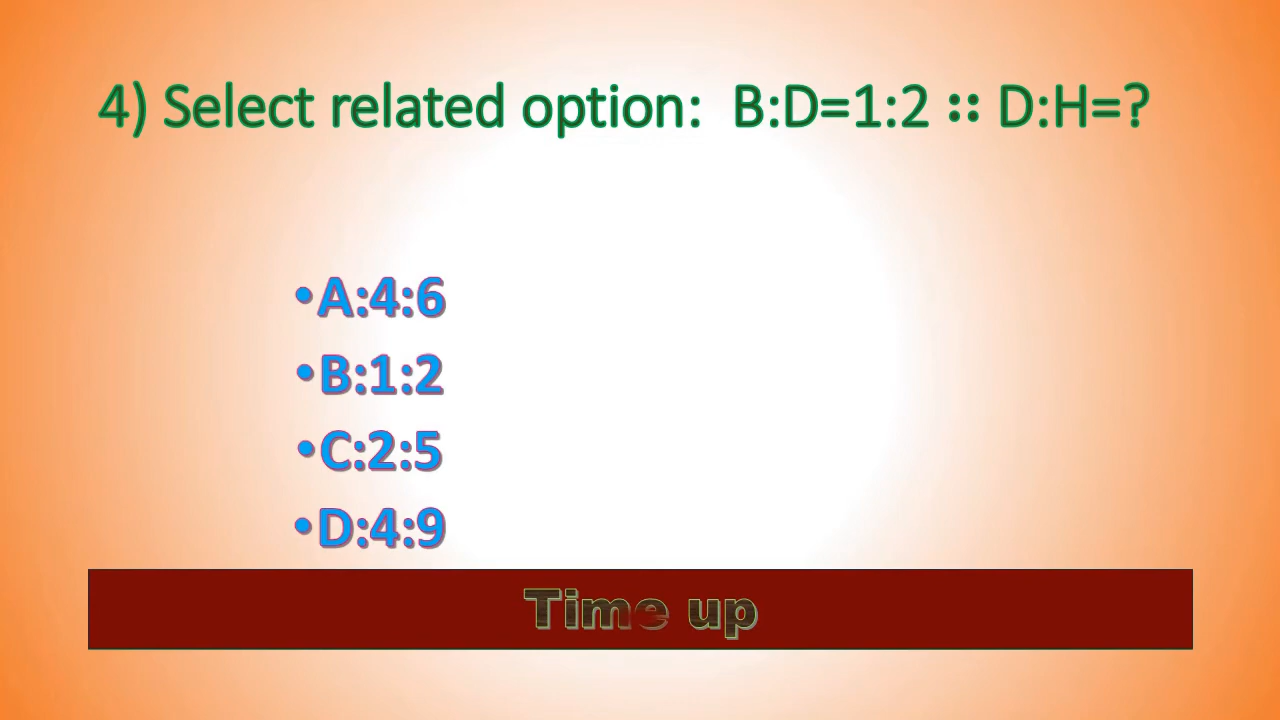 4) Select related option:  B:D=1:2 :: D:H=?
•A:4:6
•B:1:2
•C:2:5
•D:4:9
Time up